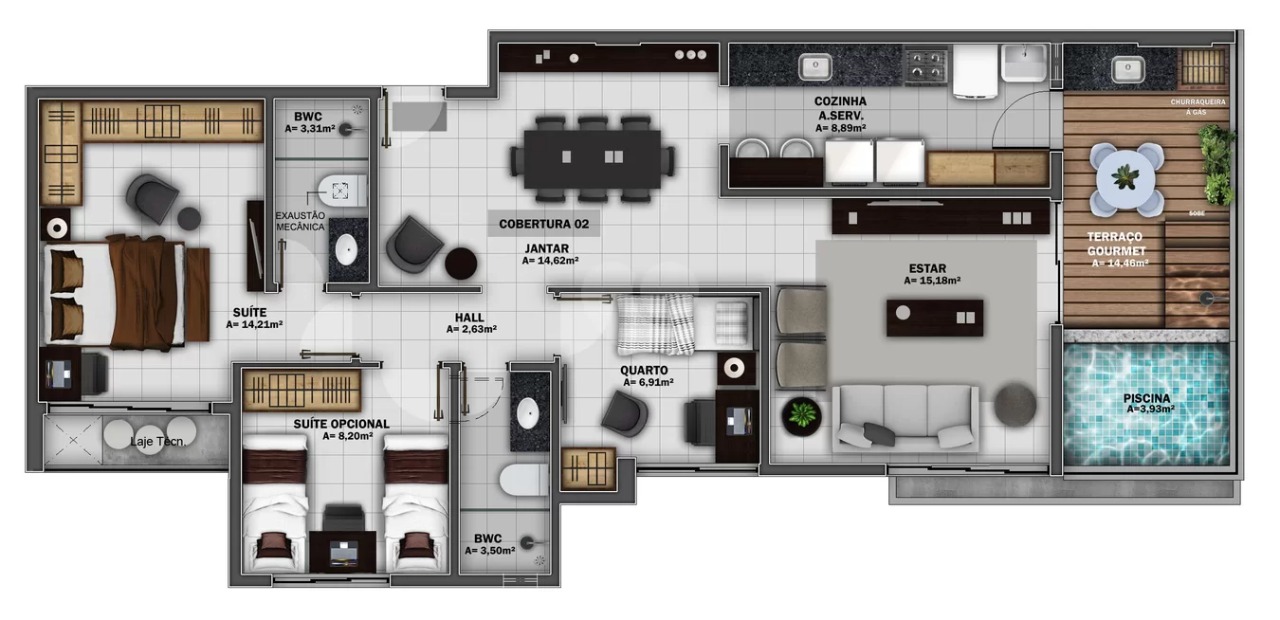 BWC
A= 3,31m²
EXAUSTÃO
MECÂNICA
COZINHA
A.SERV.
A= 8,89m²
CHURRAQUEIRA
À GÁS
COBERTURA 02
JANTAR
A= 14,62m²
SOBE
TERRAÇO
GOURMET
A= 14,46m²
ESTAR
A= 15,18m²
SUÍTE
A= 14,21m²
HALL
A= 2,63m²
QUARTO
A= 6,91m²
PISCINA
A=3,93m²
SUÍTE OPCIONAL
A= 8,20m²
Laje Técn.
BWC
A= 3,50m²